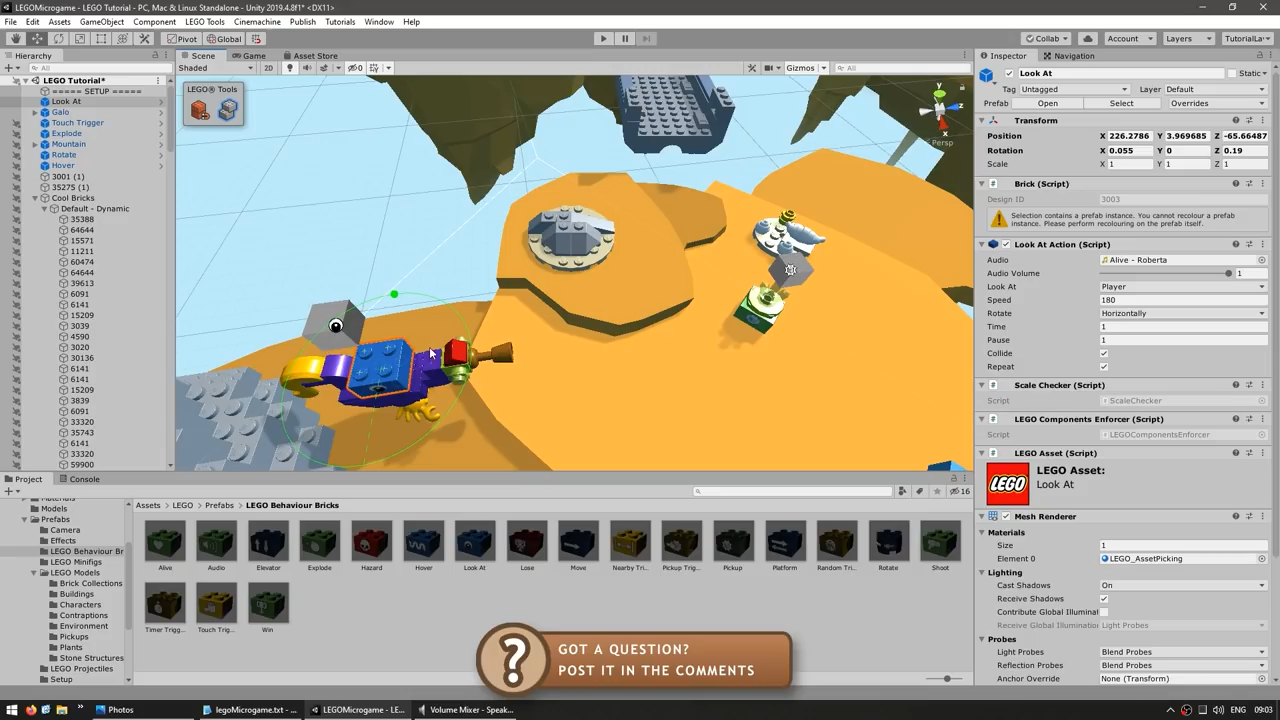 LEGOMicrogame - LEGO Tutorial - PC, Mac & Linux Standalone - Unity 2019.4.8f1* <DX11>
File Edit Assets GameObject Component LEGO Tools Cinemachine Publish Tutorials Window Help
Pivot Global Collab Account Layers TutorialLa
Hierarchy
All
LEGO Tutorial*
===== SETUP =====
Look At
Galo
Touch Trigger
Explode
Mountain
Rotate
Hover
3001 (1)
35275 (1)
Cool Bricks
Default - Dynamic
35388
64644
15571
11211
60474
64644
39613
6091
6141
15209
3039
4590
3020
30136
6141
6141
15209
3839
6091
33320
35743
6141
33320
59900
Scene Game Asset Store
Shaded 2D 0 Gizmos All
LEGO® Tools
y
z
Persp
Inspector Navigation
Look At Static
Tag Untagged Layer Default
Prefab Open Select Overrides
Transform
Position X 226.2786 Y 3.969685 Z -65.66487
Rotation X 0.055 Y 0 Z 0.19
Scale X 1 Y 1 Z 1
Brick (Script)
Design ID 3003
Selection contains a prefab instance. You cannot recolour a prefab
instance. Please perform recolouring on the prefab itself.
Look At Action (Script)
Audio Alive - Roberta
Audio Volume 1
Look At Player
Speed 180
Rotate Horizontally
Time 1
Pause 1
Collide
Repeat
Scale Checker (Script)
Script ScaleChecker
LEGO Components Enforcer (Script)
Script LEGOComponentsEnforcer
LEGO Asset (Script)
LEGO
LEGO Asset:
Look At
Mesh Renderer
Materials
Size 1
Element 0 LEGO_AssetPicking
Lighting
Cast Shadows On
Receive Shadows
Contribute Global Illuminat
Receive Global Illumination Light Probes
Probes
Light Probes Blend Probes
Reflection Probes Blend Probes
Anchor Override None (Transform)
Project Console
16
Materials
Models
Prefabs
Camera
Effects
LEGO Behaviour Br
LEGO Minifigs
LEGO Models
Brick Collections
Buildings
Characters
Contraptions
Environment
Pickups
Plants
Stone Structures
LEGO Projectiles
Setup
Assets > LEGO > Prefabs > LEGO Behaviour Bricks
Alive Audio Elevator Explode Hazard Hover Look At Lose Move Nearby Tri... Pickup Trig... Pickup Platform Random Tri... Rotate Shoot
Timer Trigg... Touch Trig... Win
?
GOT A QUESTION?
POST IT IN THE COMMENTS
Photos legoMicrogame.txt - ... LEGOMicrogame - LE... Volume Mixer - Speak... ENG 09:03